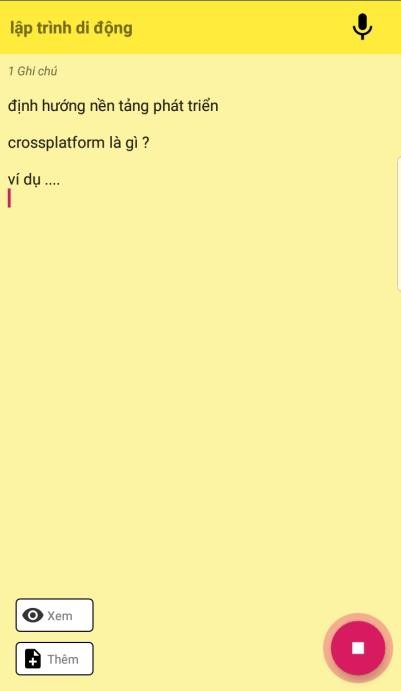 lập trình di động
1 Ghi chú
định hướng nền tảng phát triển
crossplatform là gì ?
ví dụ ....
Xem
Thêm